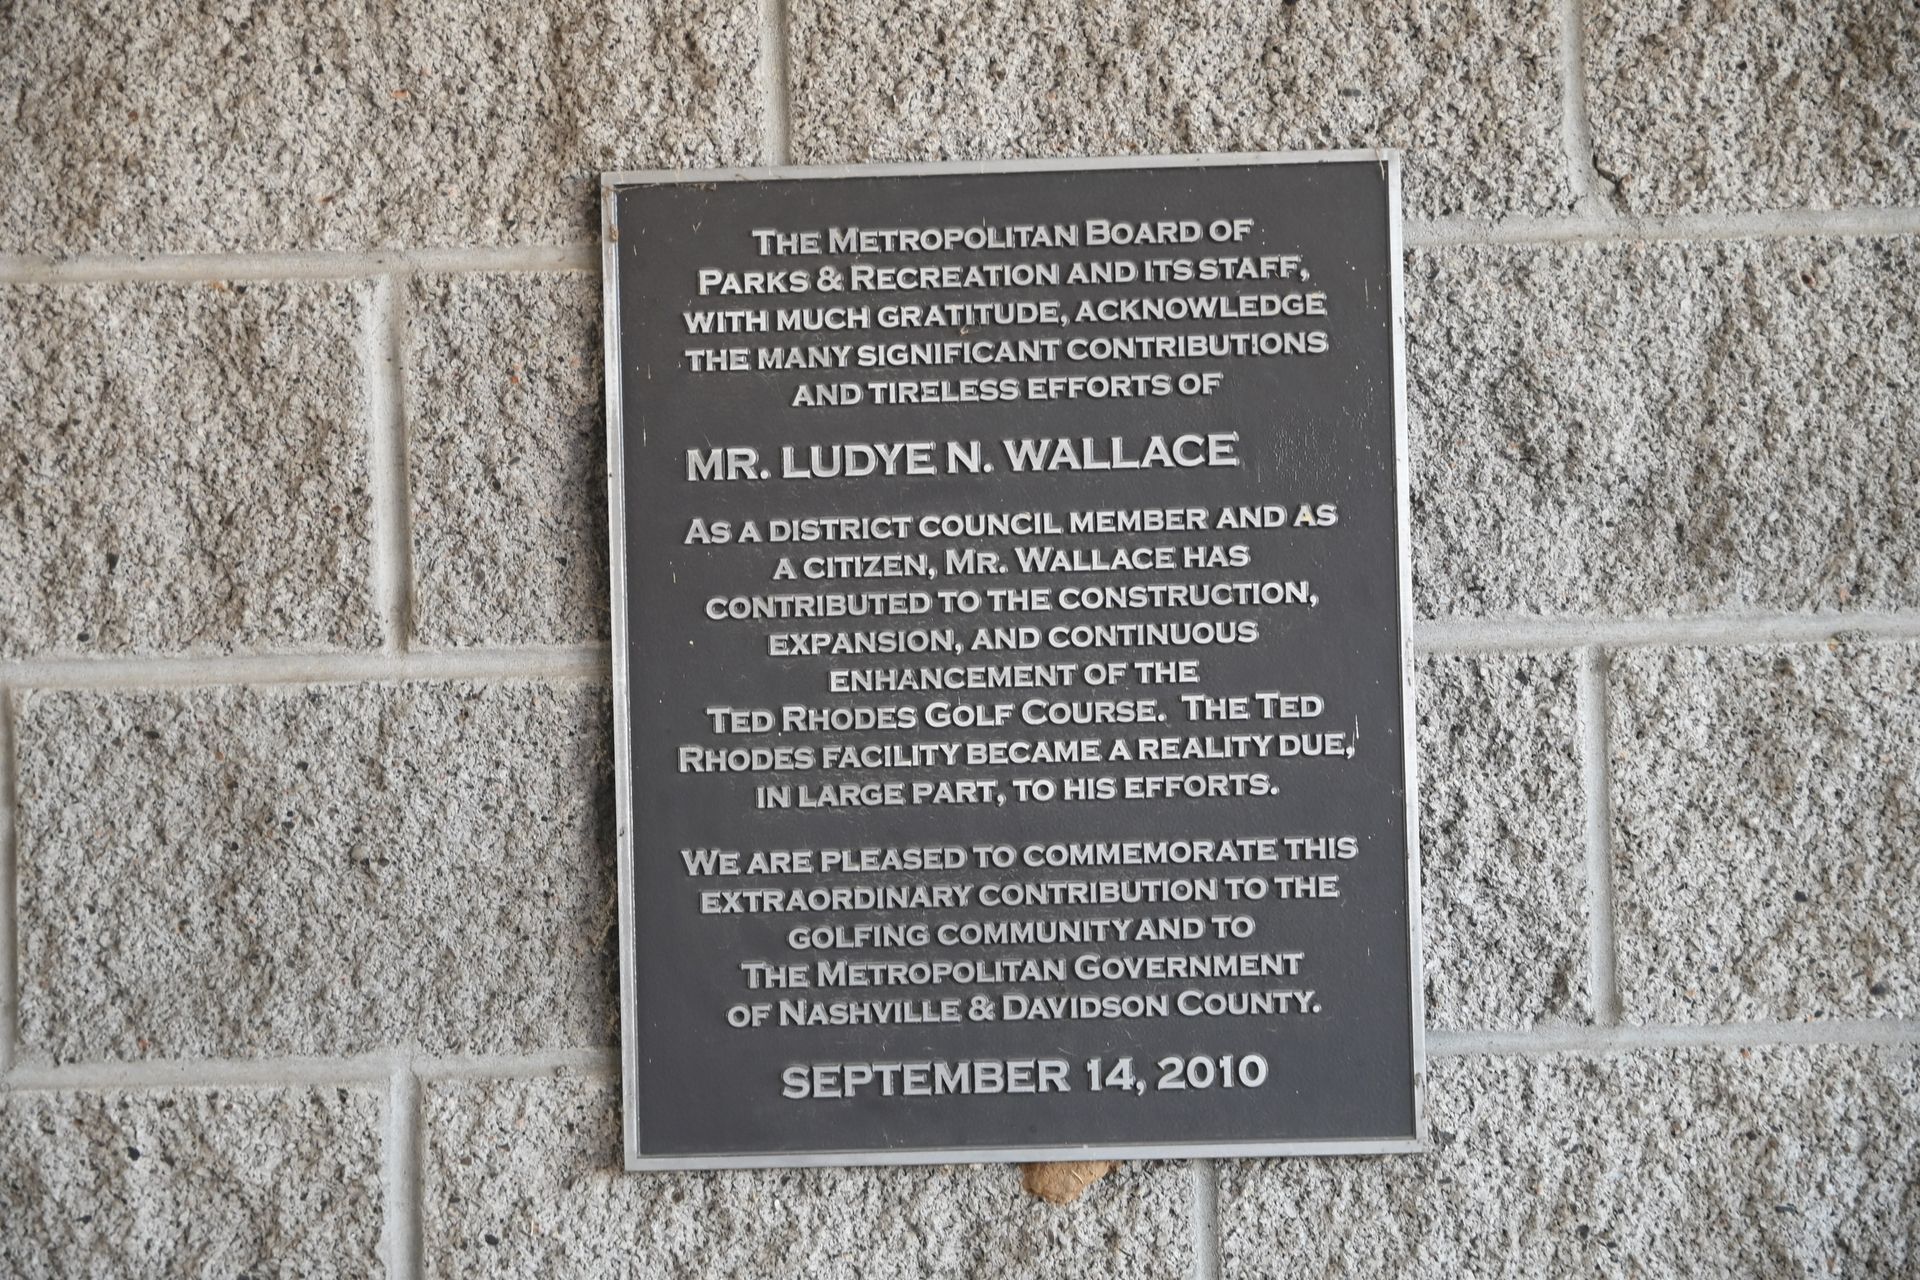 The Metropolitan Board of
Parks & Recreation and its staff,
with much gratitude, acknowledge
the many significant contributions
and tireless efforts of
MR. LUDYE N. WALLACE
As a district council member and as
a citizen, Mr. Wallace has
contributed to the construction,
expansion, and continuous
enhancement of the
Ted Rhodes Golf Course. The Ted
Rhodes facility became a reality due,
in large part, to his efforts.
We are pleased to commemorate this
extraordinary contribution to the
golfing community and to
The Metropolitan Government
of Nashville & Davidson County.
SEPTEMBER 14, 2010